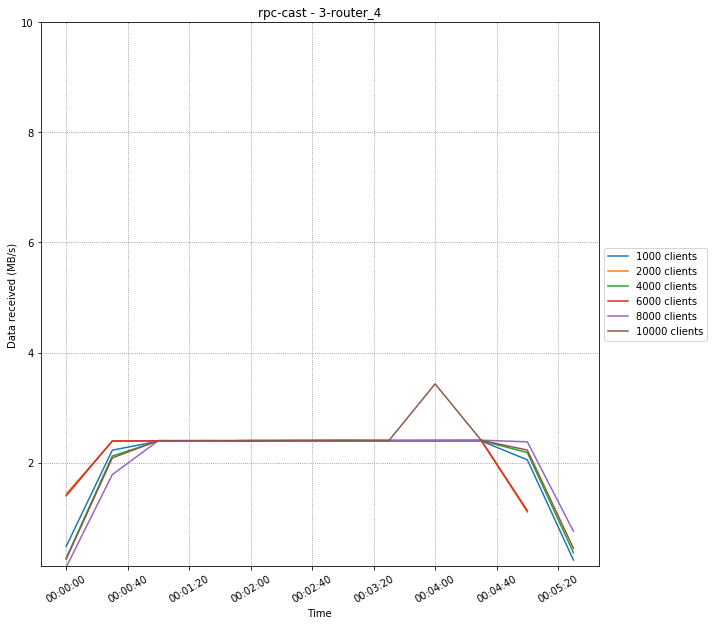 rpc-cast - 3-router_4
10
8
6
4
2
Data received (MB/s)
00:00:00
00:00:40
00:01:20
00:02:00
00:02:40
00:03:20
00:04:00
00:04:40
00:05:20
Time
1000 clients
2000 clients
4000 clients
6000 clients
8000 clients
10000 clients